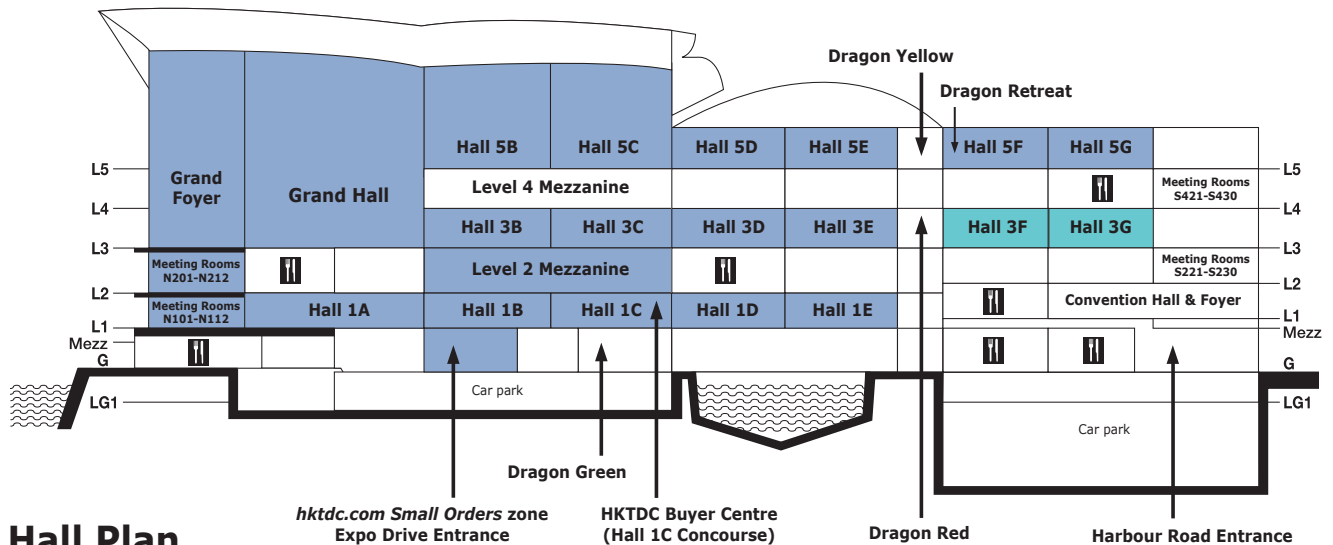 Dragon Yellow
Dragon Retreat
Hall 5B
Hall 5C
Hall 5D
Hall 5E
Hall 5F
Hall 5G
L5
L5
Grand
Foyer
Grand Hall
Level 4 Mezzanine
Meeting Rooms
S421-S430
L4
L4
Hall 3B
Hall 3C
Hall 3D
Hall 3E
Hall 3F
Hall 3G
L3
L3
Meeting Rooms
N201-N212
Level 2 Mezzanine
Meeting Rooms
S221-S230
L2
L2
Meeting Rooms
N101-N112
Hall 1A
Hall 1B
Hall 1C
Hall 1D
Hall 1E
Convention Hall & Foyer
L1
L1
Mezz
Mezz
G
G
Car park
LG1
LG1
Car park
Dragon Green
hktdc.com Small Orders zone
Expo Drive Entrance
HKTDC Buyer Centre
(Hall 1C Concourse)
Dragon Red
Harbour Road Entrance
Hall Plan